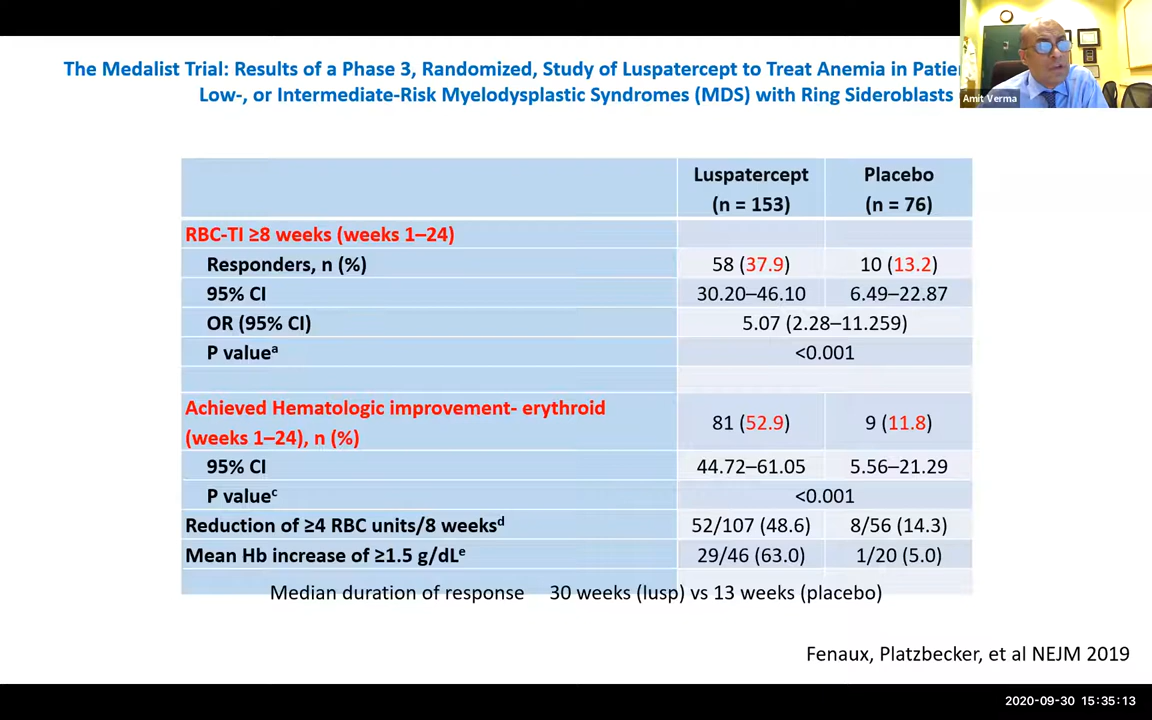 The Medalist Trial: Results of a Phase 3, Randomized, Study of Luspatercept to Treat Anemia in
Low-, or Intermediate-Risk Myelodysplastic Syndromes (MDS) with Ring Sideroblasts
Amit Verma
Luspatercept Placebo
(n = 153) (n = 76)
RBC-TI ≥8 weeks (weeks 1–24)
Responders, n (%) 58 (37.9) 10 (13.2)
95% CI 30.20–46.10 6.49–22.87
OR (95% CI) 5.07 (2.28–11.259)
P valueᵃ <0.001
Achieved Hematologic improvement- erythroid
(weeks 1–24), n (%) 81 (52.9) 9 (11.8)
95% CI 44.72–61.05 5.56–21.29
P valueᶜ <0.001
Reduction of ≥4 RBC units/8 weeksᵈ 52/107 (48.6) 8/56 (14.3)
Mean Hb increase of ≥1.5 g/dLᵉ 29/46 (63.0) 1/20 (5.0)
Median duration of response 30 weeks (lusp) vs 13 weeks (placebo)
Fenaux, Platzbecker, et al NEJM 2019
2020-09-30 15:35:13